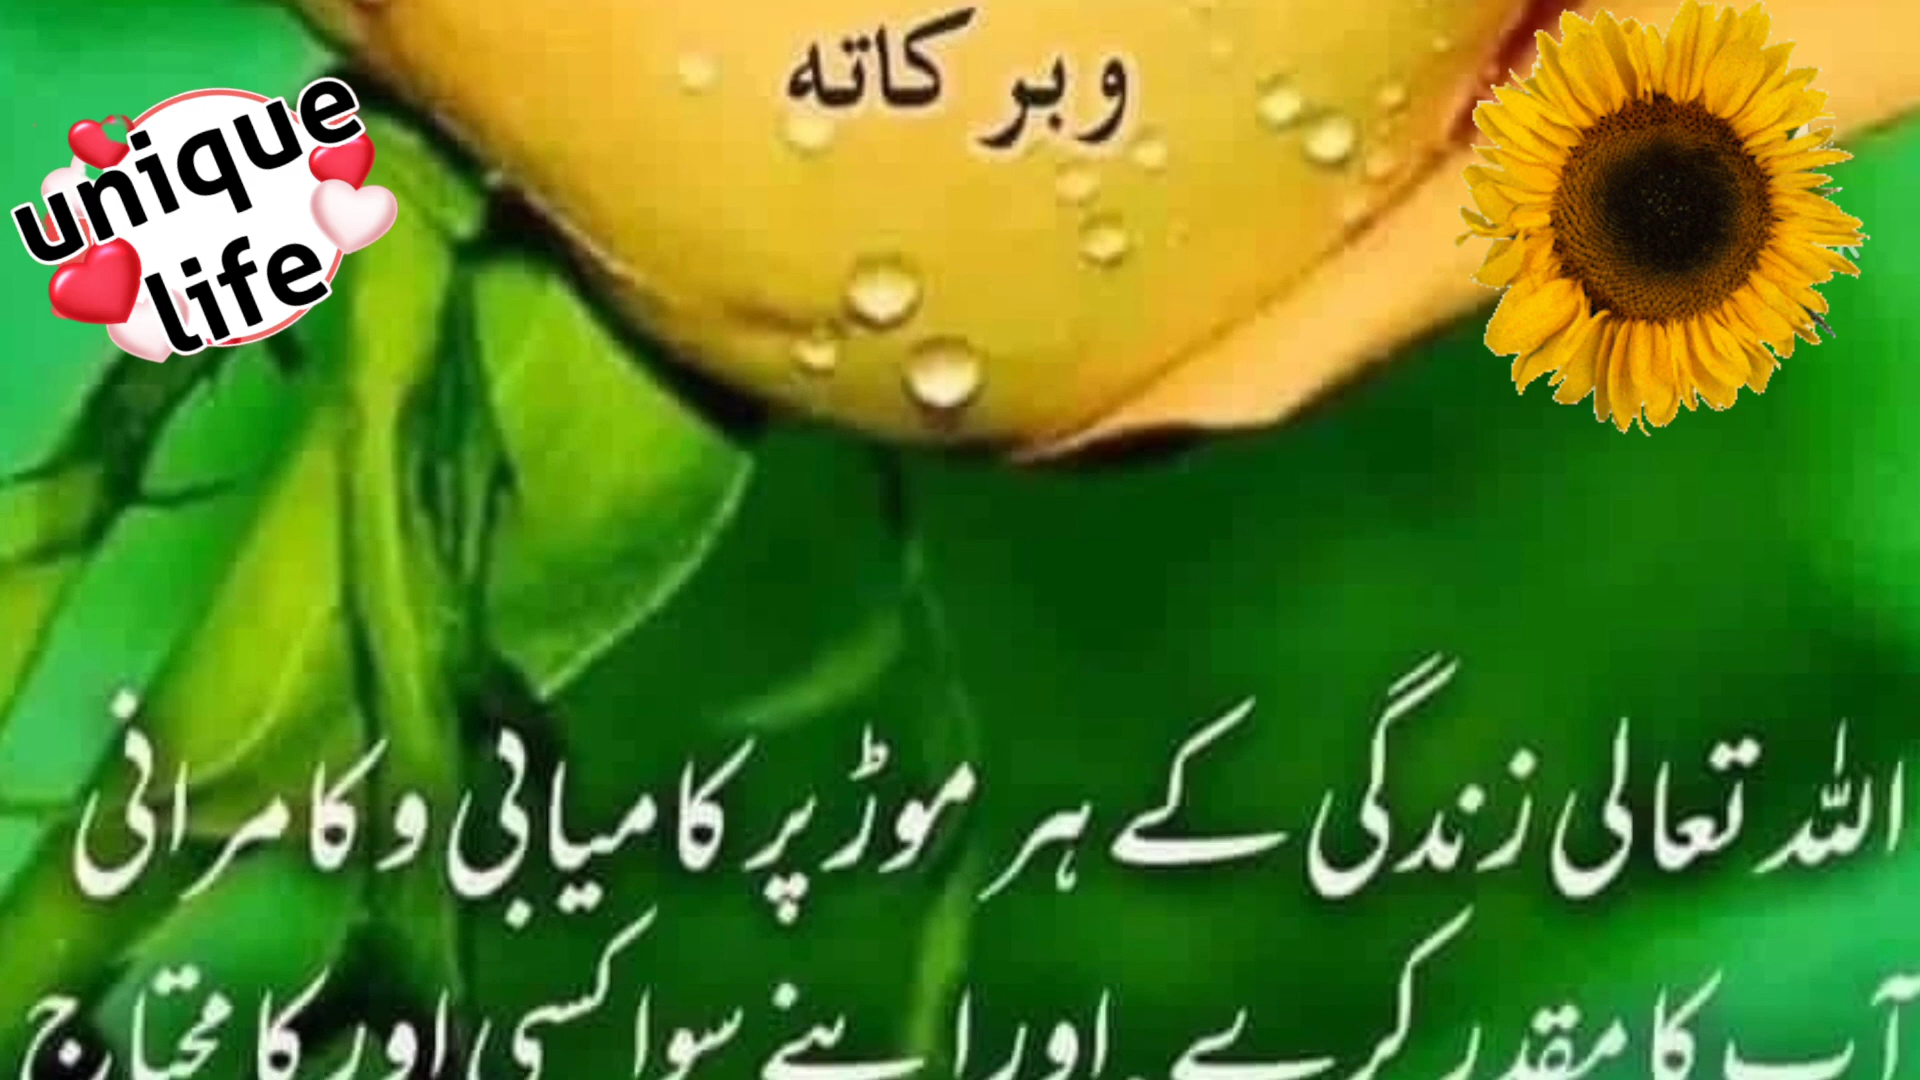 وبركاته
unique
life
اللہ تعالی زندگی کے ہر موڑ پر کامیابی و کامرانی
آپ کا مقدر کرے۔ اور اپنے سوا کسی اور کا محتاج